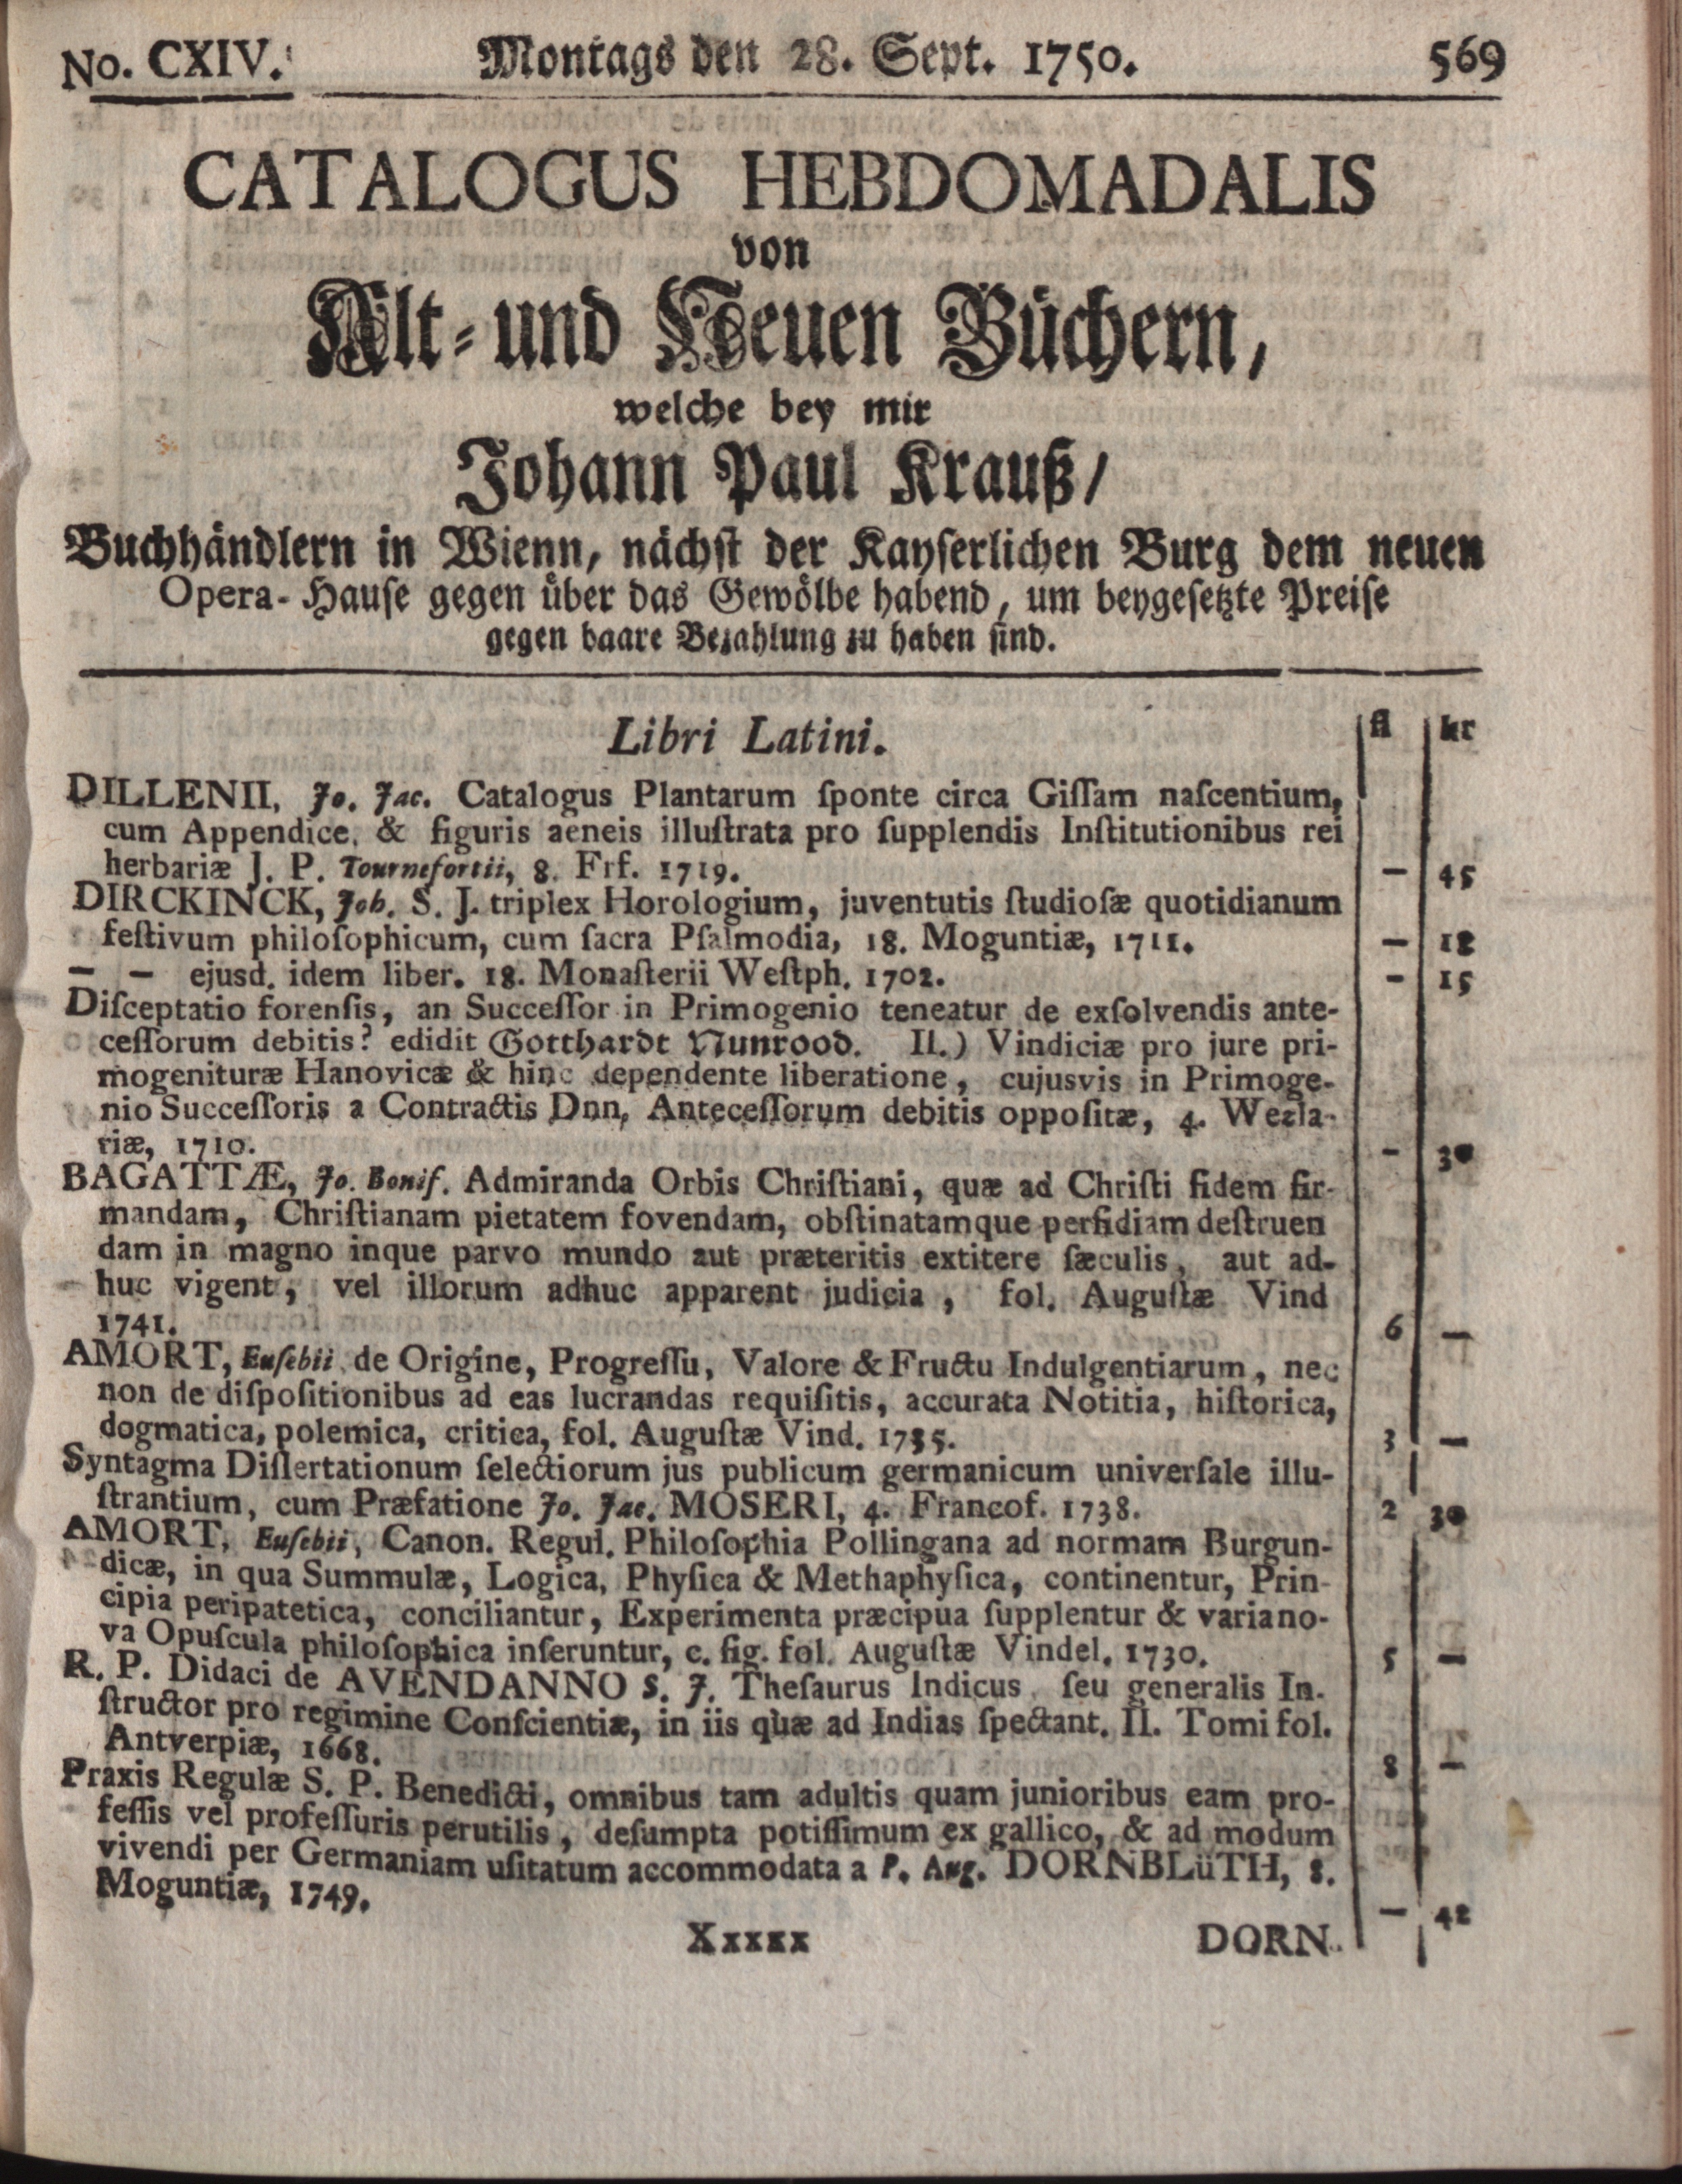 No. CXIV. Montags den 28. Sept. 1750. 569
CATALOGUS HEBDOMADALIS
von
Alt- und Neuen Büchern,
welche bey mir
Johann Paul Krauß/
Buchhändlern in Wienn, nächst der Kayserlichen Burg dem neuen
Opera- Hause gegen über das Gewölbe habend, um beygesetzte Preise
gegen baare Bezahlung zu haben sind.
Libri Latini. fl kr
DILLENII, Jo. Jac. Catalogus Plantarum ſponte circa Giſſam naſcentium,
cum Appendice, & figuris aeneis illuſtrata pro ſupplendis Inſtitutionibus rei
herbariæ J. P. Tournefortii, 8. Frf. 1719. — 45
DIRCKINCK, Joh. S. J. triplex Horologium, juventutis ſtudioſæ quotidianum
feſtivum philoſophicum, cum ſacra Pſalmodia, 18. Moguntiæ, 1711. — 12
— — ejusd. idem liber. 18. Monaſterii Weſtph. 1702. - 15
Diſceptatio forenſis, an Succeſſor in Primogenio teneatur de exſolvendis ante-
ceſſorum debitis? edidit Gotthardt Nunrood. II.) Vindiciæ pro jure pri-
mogenituræ Hanovicæ & hinc dependente liberatione, cujusvis in Primoge-
nio Succeſſoris a Contractis Dnn, Anteceſſorum debitis oppoſitæ, 4. Wezla-
riæ, 1710. - 30
BAGATTÆ, Jo. Bonif. Admiranda Orbis Chriſtiani, quæ ad Chriſti fidem fir-
mandam, Chriſtianam pietatem fovendam, obſtinatamque perfidiam deſtruen
dam in magno inque parvo mundo aut præteritis extitere ſæculis, aut ad-
huc vigent, vel illorum adhuc apparent judicia, fol. Auguſtæ Vind
1741. 6 —
AMORT, Euſebii de Origine, Progreſſu, Valore & Fructu Indulgentiarum, nec
non de diſpoſitionibus ad eas lucrandas requiſitis, accurata Notitia, hiſtorica,
dogmatica, polemica, critica, fol. Auguſtæ Vind. 1735. 3 —
Syntagma Diſſertationum ſelectiorum jus publicum germanicum univerſale illu-
ſtrantium, cum Præfatione Jo. Jac. MOSERI, 4. Francof. 1738. 2 30
AMORT, Euſebii, Canon. Regul. Philoſophia Pollingana ad normam Burgun-
dicæ, in qua Summulæ, Logica, Phyſica & Methaphyſica, continentur, Prin-
cipia peripatetica, conciliantur, Experimenta præcipua ſupplentur & varia no-
va Opuſcula philoſophica inſeruntur, c. fig. fol. Auguſtæ Vindel. 1730. 5 —
R. P. Didaci de AVENDANNO S. J. Theſaurus Indicus ſeu generalis In-
ſtructor pro regimine Conſcientiæ, in iis quæ ad Indias ſpectant. II. Tomi fol.
Antverpiæ, 1668. 8 —
Praxis Regulæ S. P. Benedicti, omnibus tam adultis quam junioribus eam pro-
feſſis vel profeſſuris perutilis, deſumpta potiſſimum ex gallico, & ad modum
vivendi per Germaniam uſitatum accommodata a P. Aug. DORNBLüTH, 8.
Moguntiæ, 1749. — 42
Xxxxx DORN.